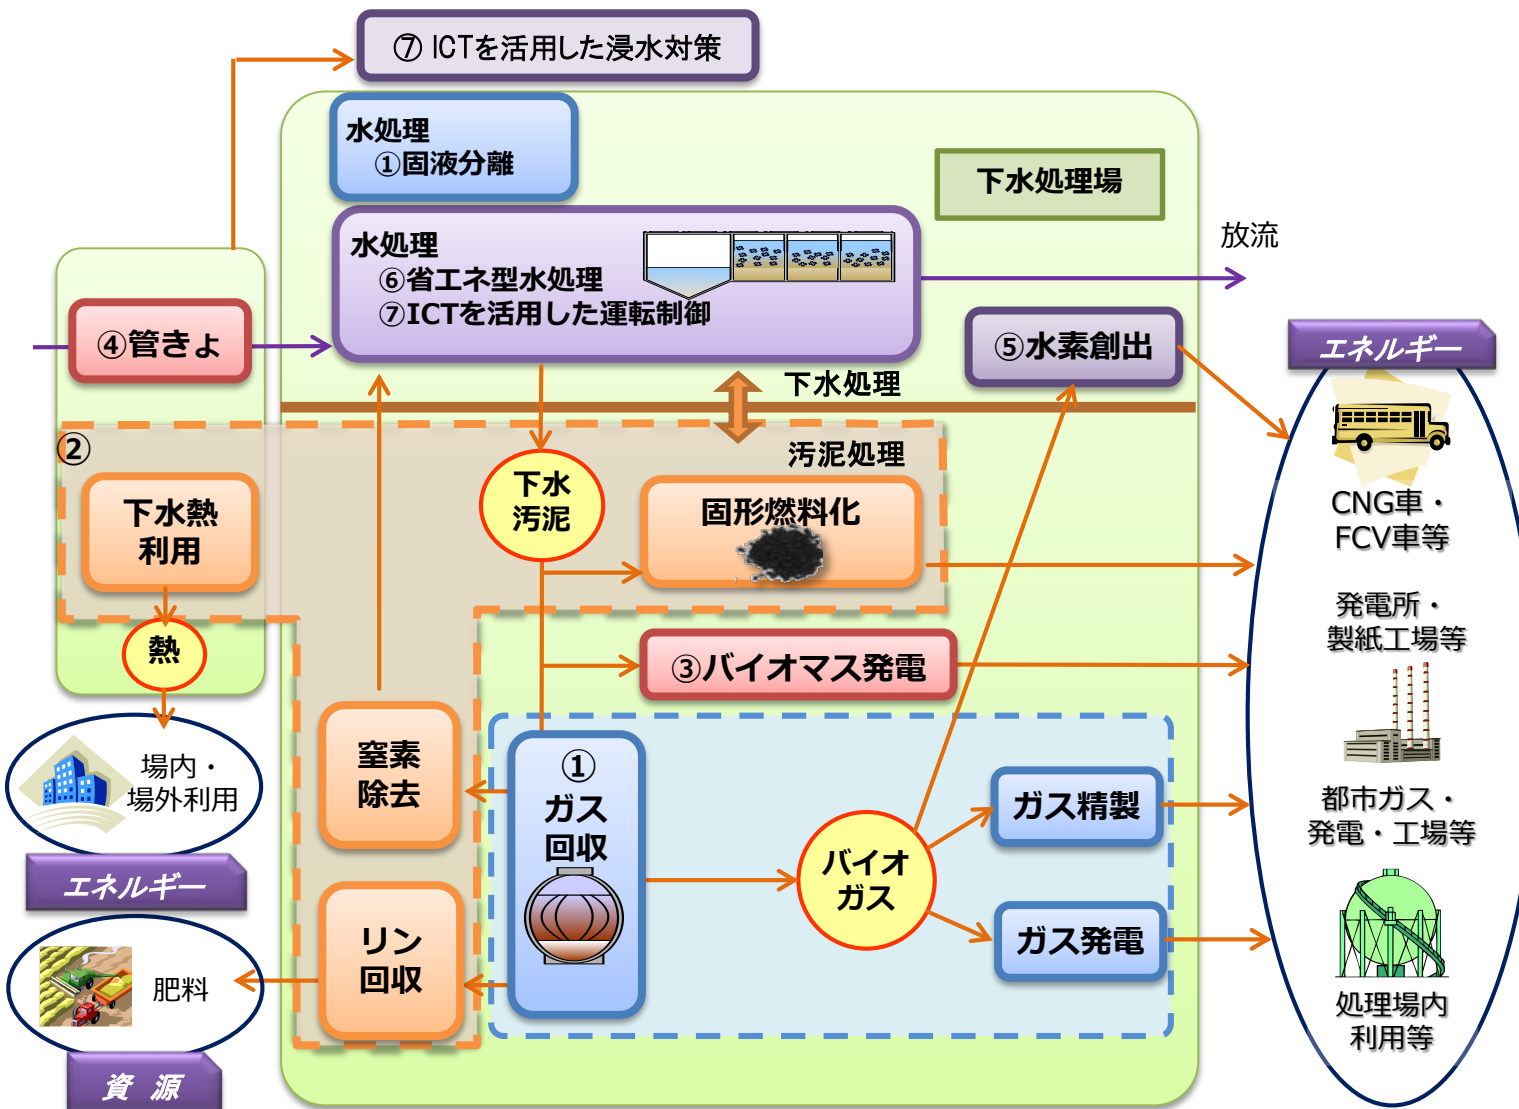 ⑦ ICTを活用した浸水対策
水処理
①固液分離
下水処理場
水処理
⑥省エネ型水処理
⑦ICTを活用した運転制御
放流
④管きょ
⑤水素創出
エネルギー
下水処理
②
汚泥処理
下水熱
利用
下水
汚泥
固形燃料化
CNG車・
FCV車等
熱
③バイオマス発電
発電所・
製紙工場等
場内・
場外利用
窒素
除去
①
ガス
回収
ガス精製
都市ガス・
発電・工場等
エネルギー
バイオ
ガス
リン
回収
ガス発電
肥料
処理場内
利用等
資 源